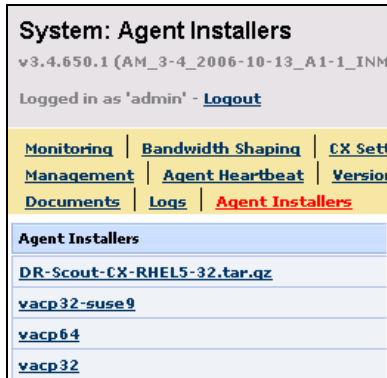 System: Agent Installers
v3.4.650.1 (AM_3-4_2006-10-13_A1-1_INM
Logged in as 'admin' - Logout
Monitoring | Bandwidth Shaping | CX Sett
Management | Agent Heartbeat | Version
Documents | Logs | Agent Installers
Agent Installers
DR-Scout-CX-RHEL5-32.tar.gz
vacp32-suse9
vacp64
vacp32